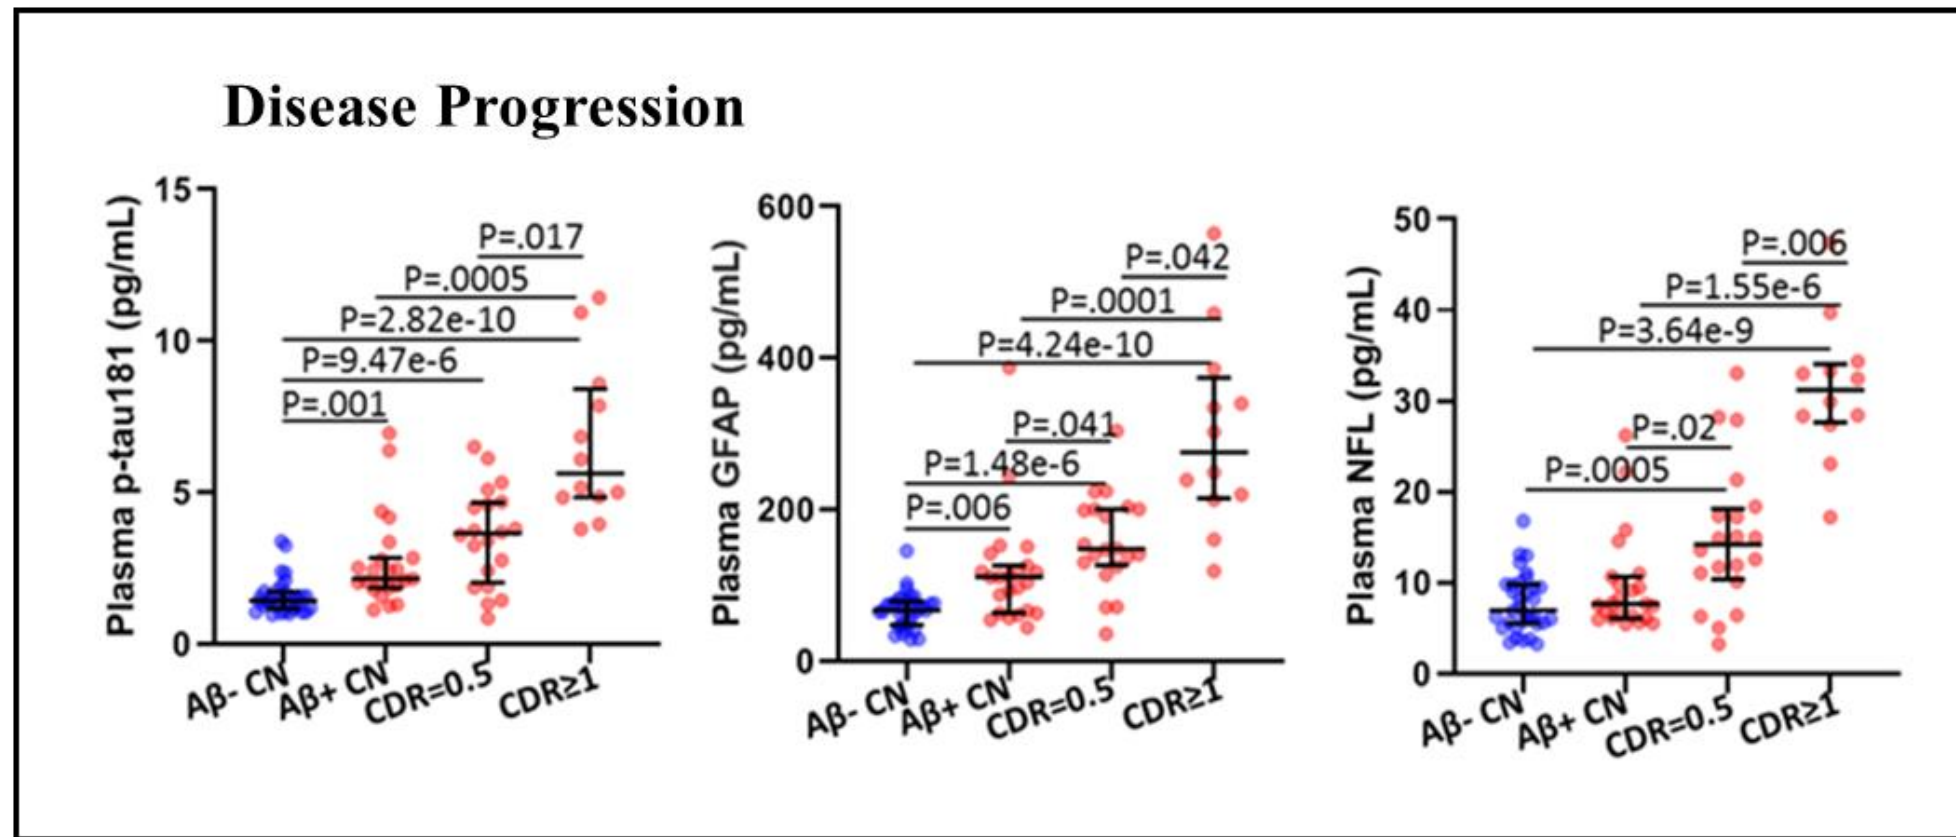 Disease Progression
Plasma p-tau181 (pg/mL)
15
10
5
0
P=.017
P=.0005
P=2.82e-10
P=9.47e-6
P=.001
Aβ- CN
Aβ+ CN
CDR=0.5
CDR≥1
Plasma GFAP (pg/mL)
600
400
200
0
P=.042
P=.0001
P=4.24e-10
P=.041
P=1.48e-6
P=.006
Aβ- CN
Aβ+ CN
CDR=0.5
CDR≥1
Plasma NFL (pg/mL)
50
40
30
20
10
0
P=.006
P=1.55e-6
P=3.64e-9
P=.02
P=.0005
Aβ- CN
Aβ+ CN
CDR=0.5
CDR≥1